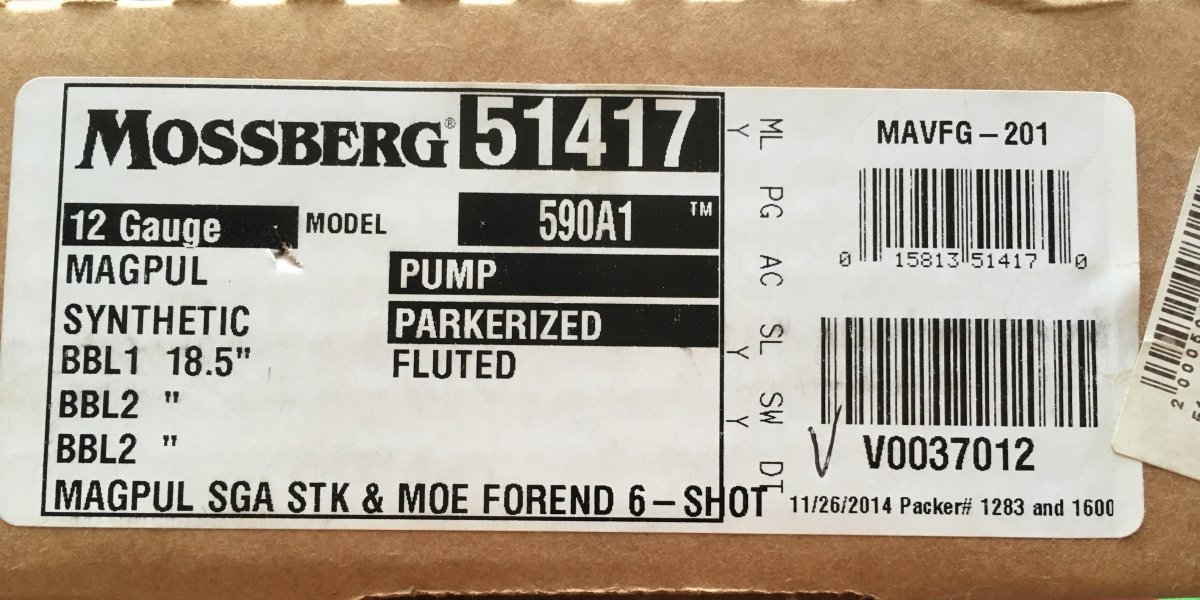 MOSSBERG® 51417
12 Gauge MODEL 590A1 ™
MAGPUL PUMP
SYNTHETIC PARKERIZED
BBL1 18.5" FLUTED
BBL2 "
BBL2 "
MAGPUL SGA STK & MOE FOREND 6-SHOT
ML PG AC SL SW DT
Y Y Y
MAVFG-201
0 15813 51417 0
V0037012
11/26/2014 Packer# 1283 and 1600